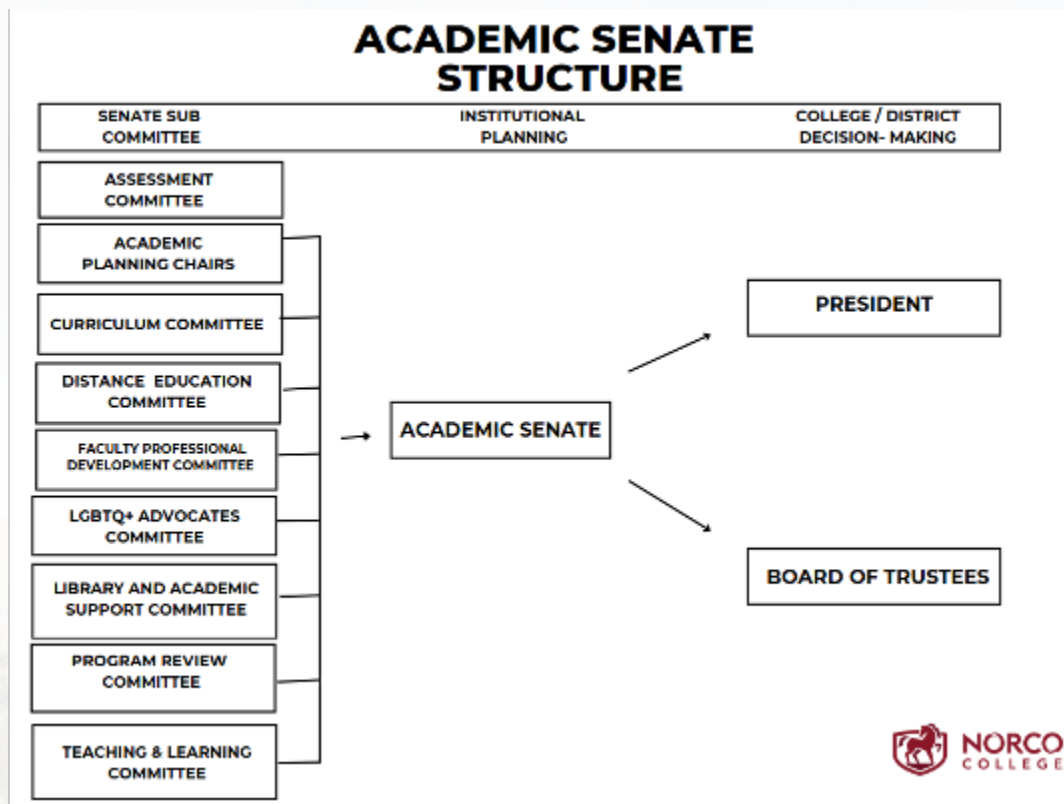 ACADEMIC SENATE
STRUCTURE
SENATE SUB
COMMITTEE
INSTITUTIONAL
PLANNING
COLLEGE / DISTRICT
DECISION- MAKING
ASSESSMENT
COMMITTEE
ACADEMIC
PLANNING CHAIRS
CURRICULUM COMMITTEE
DISTANCE EDUCATION
COMMITTEE
FACULTY PROFESSIONAL
DEVELOPMENT COMMITTEE
LGBTQ+ ADVOCATES
COMMITTEE
LIBRARY AND ACADEMIC
SUPPORT COMMITTEE
PROGRAM REVIEW
COMMITTEE
TEACHING & LEARNING
COMMITTEE
ACADEMIC SENATE
PRESIDENT
BOARD OF TRUSTEES
NORCO
COLLEGE